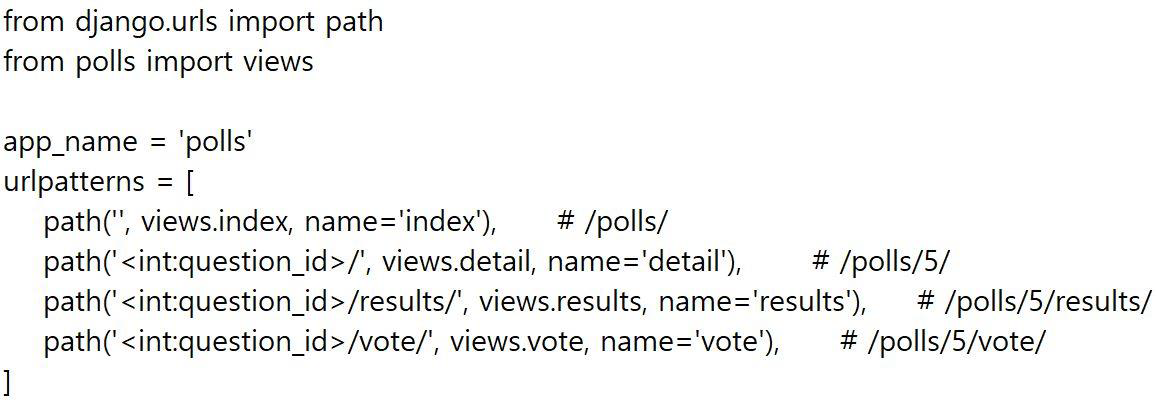 from django.urls import path
from polls import views

app_name = 'polls'
urlpatterns = [
    path('', views.index, name='index'),       # /polls/
    path('<int:question_id>/', views.detail, name='detail'),        # /polls/5/
    path('<int:question_id>/results/', views.results, name='results'),      # /polls/5/results/
    path('<int:question_id>/vote/', views.vote, name='vote'),       # /polls/5/vote/
]